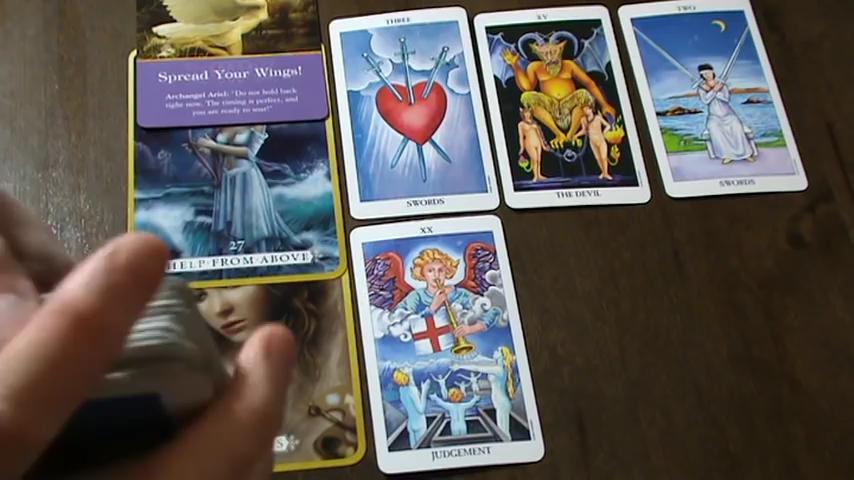 Spread Your Wings!
Archangel Ariel: "Do not hold back
right now. The timing is perfect, and
you are ready to soar!"
27
HELP FROM ABOVE
THREE
SWORDS
XV
THE DEVIL
TWO
SWORDS
XX
JUDGEMENT